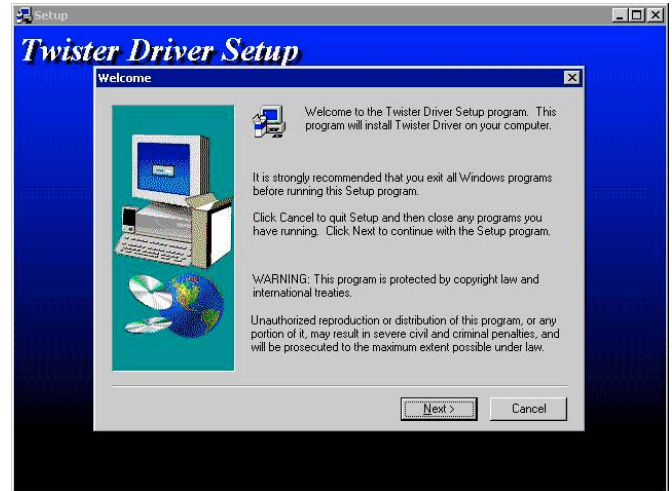 Setup
Twister Driver Setup
Welcome
Welcome to the Twister Driver Setup program. This
program will install Twister Driver on your computer.
It is strongly recommended that you exit all Windows programs
before running this Setup program.
Click Cancel to quit Setup and then close any programs you
have running. Click Next to continue with the Setup program.
WARNING: This program is protected by copyright law and
international treaties.
Unauthorized reproduction or distribution of this program, or any
portion of it, may result in severe civil and criminal penalties, and
will be prosecuted to the maximum extent possible under law.
Next >
Cancel